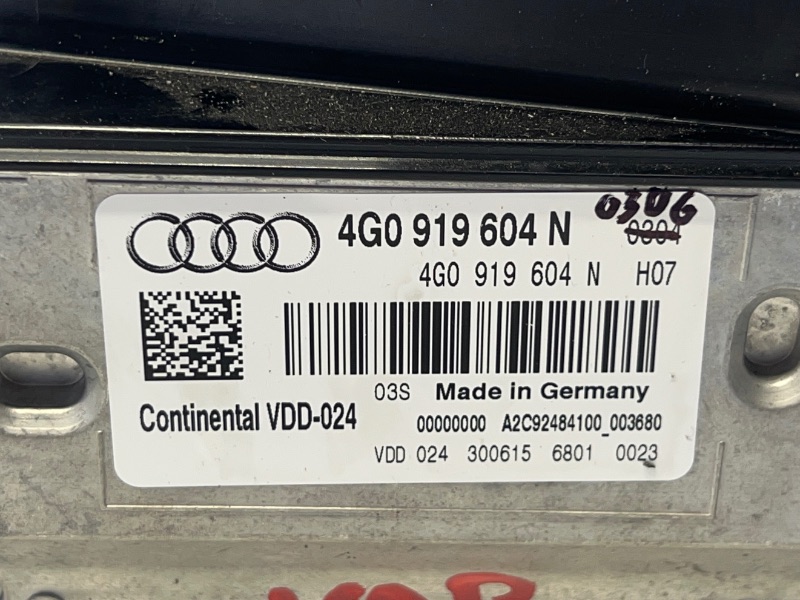 0306
4G0 919 604 N 0304
4G0 919 604 N H07
03S Made in Germany
Continental VDD-024
00000000 A2C92484100_003680
VDD 024 300615 6801 0023